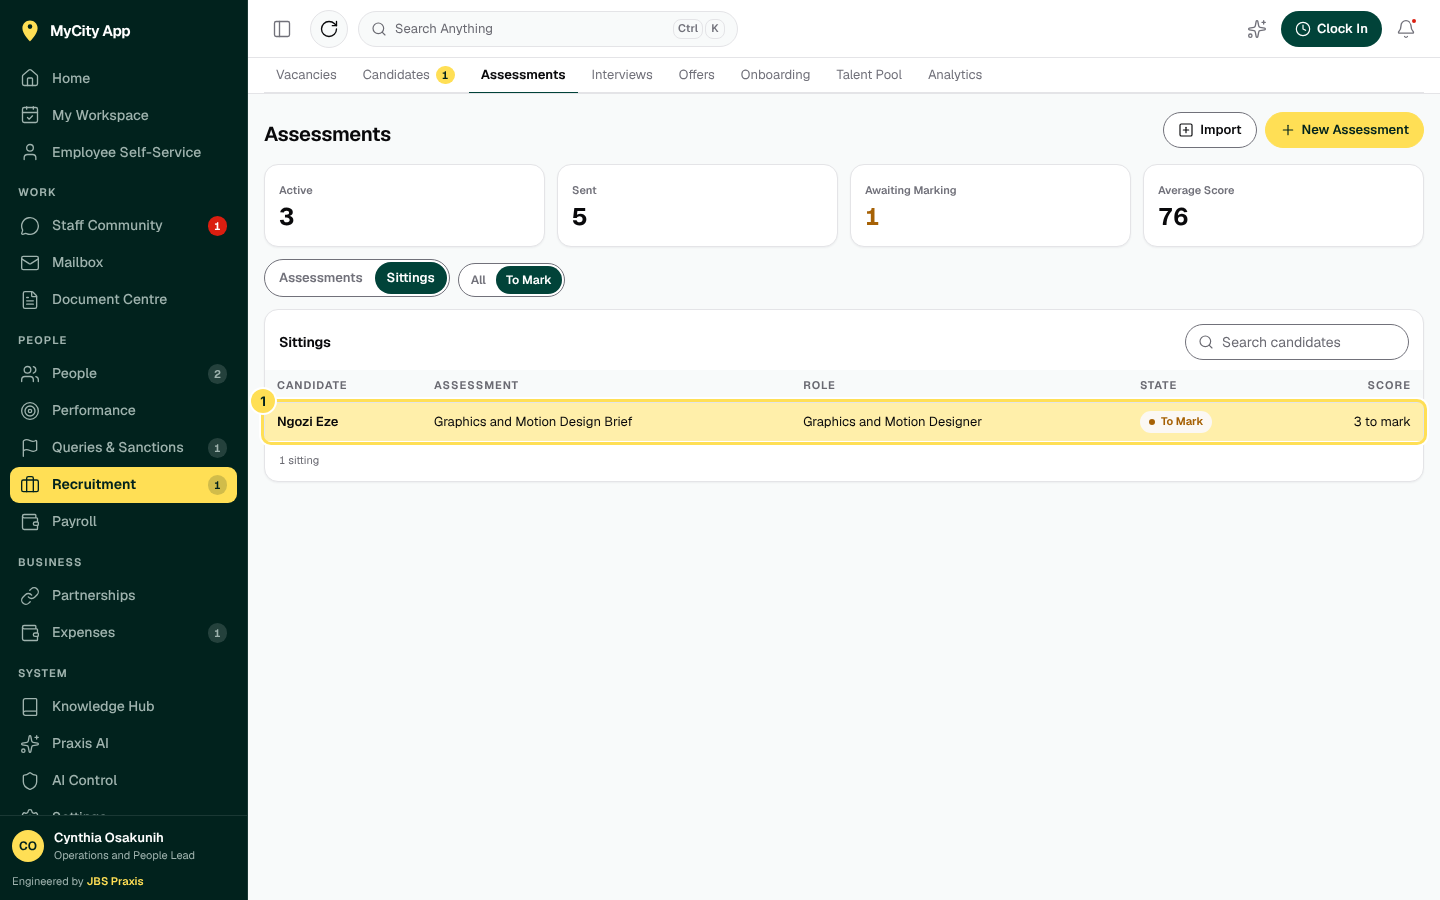 MyCity App
Home
My Workspace
Employee Self-Service
WORK
Staff Community 1
Mailbox
Document Centre
PEOPLE
People 2
Performance
Queries & Sanctions 1
Recruitment 1
Payroll
BUSINESS
Partnerships
Expenses 1
SYSTEM
Knowledge Hub
Praxis AI
AI Control
CO Cynthia Osakunih
Operations and People Lead
Engineered by JBS Praxis
Search Anything Ctrl K
Clock In
Vacancies Candidates 1 Assessments Interviews Offers Onboarding Talent Pool Analytics
Assessments
Import New Assessment
Active Sent Awaiting Marking Average Score
3 5 1 76
Assessments Sittings All To Mark
Sittings Search candidates
CANDIDATE ASSESSMENT ROLE STATE SCORE
1
Ngozi Eze Graphics and Motion Design Brief Graphics and Motion Designer To Mark 3 to mark
1 sitting